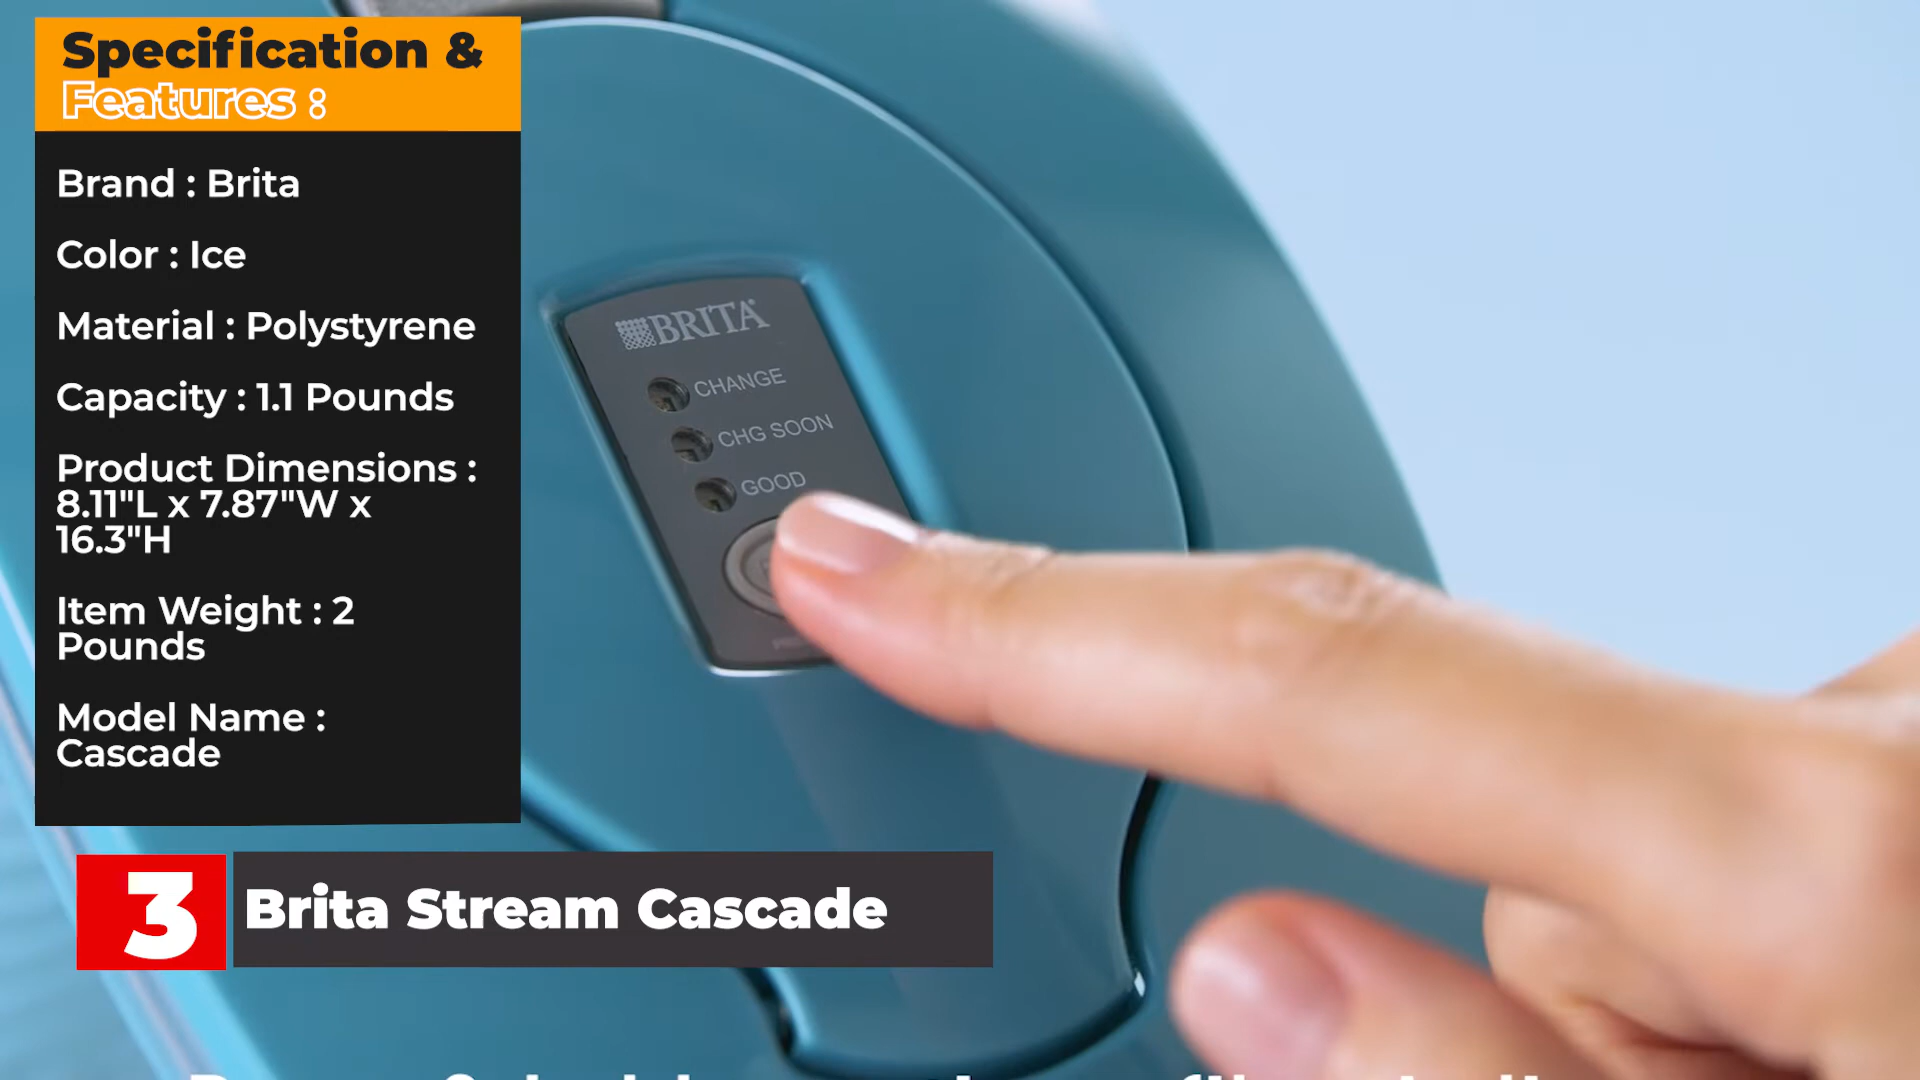 Specification &
Features :
Brand : Brita
Color : Ice
Material : Polystyrene
Capacity : 1.1 Pounds
Product Dimensions :
8.11"L x 7.87"W x
16.3"H
Item Weight : 2
Pounds
Model Name :
Cascade
BRITA
CHANGE
CHG SOON
GOOD
3
Brita Stream Cascade